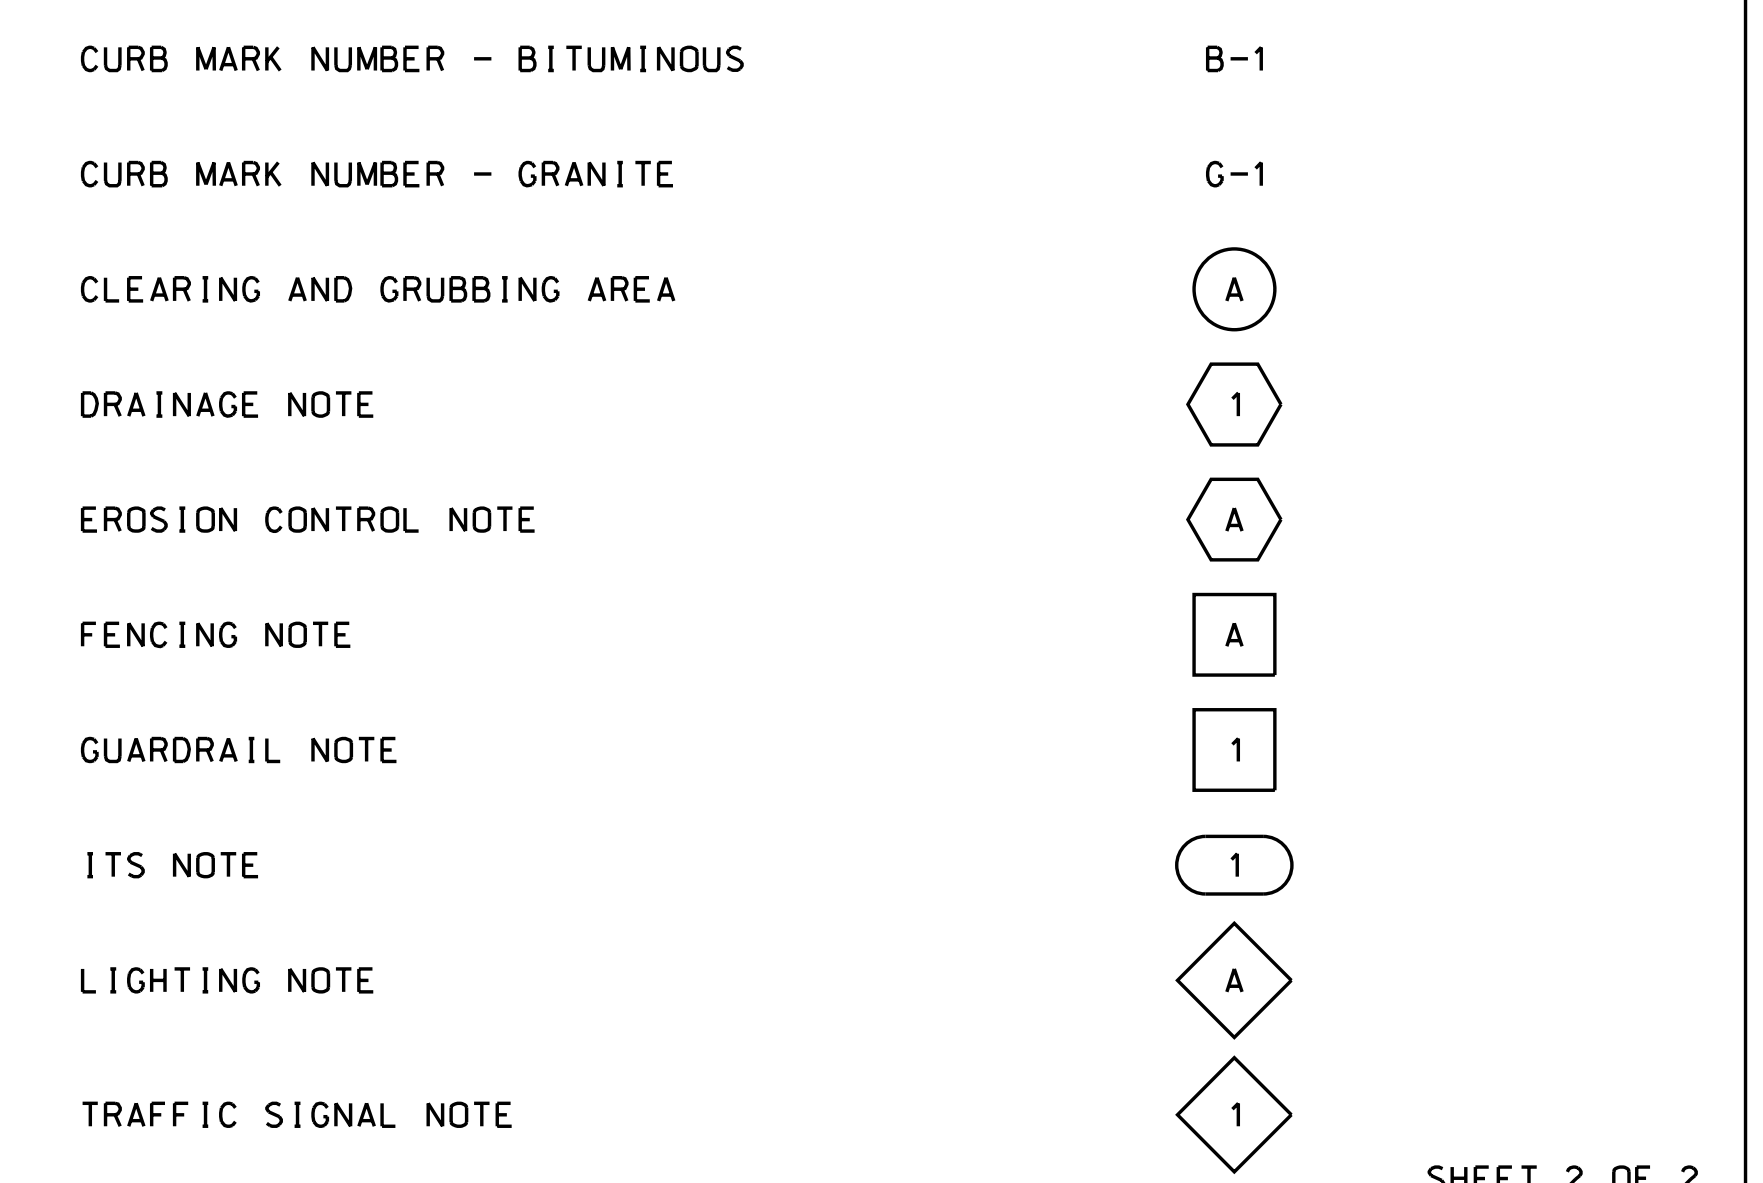 CURB MARK NUMBER - BITUMINOUS B-1
CURB MARK NUMBER - GRANITE G-1
CLEARING AND GRUBBING AREA A
DRAINAGE NOTE 1
EROSION CONTROL NOTE A
FENCING NOTE A
GUARDRAIL NOTE 1
ITS NOTE 1
LIGHTING NOTE A
TRAFFIC SIGNAL NOTE 1
SHEET 2 OF 2